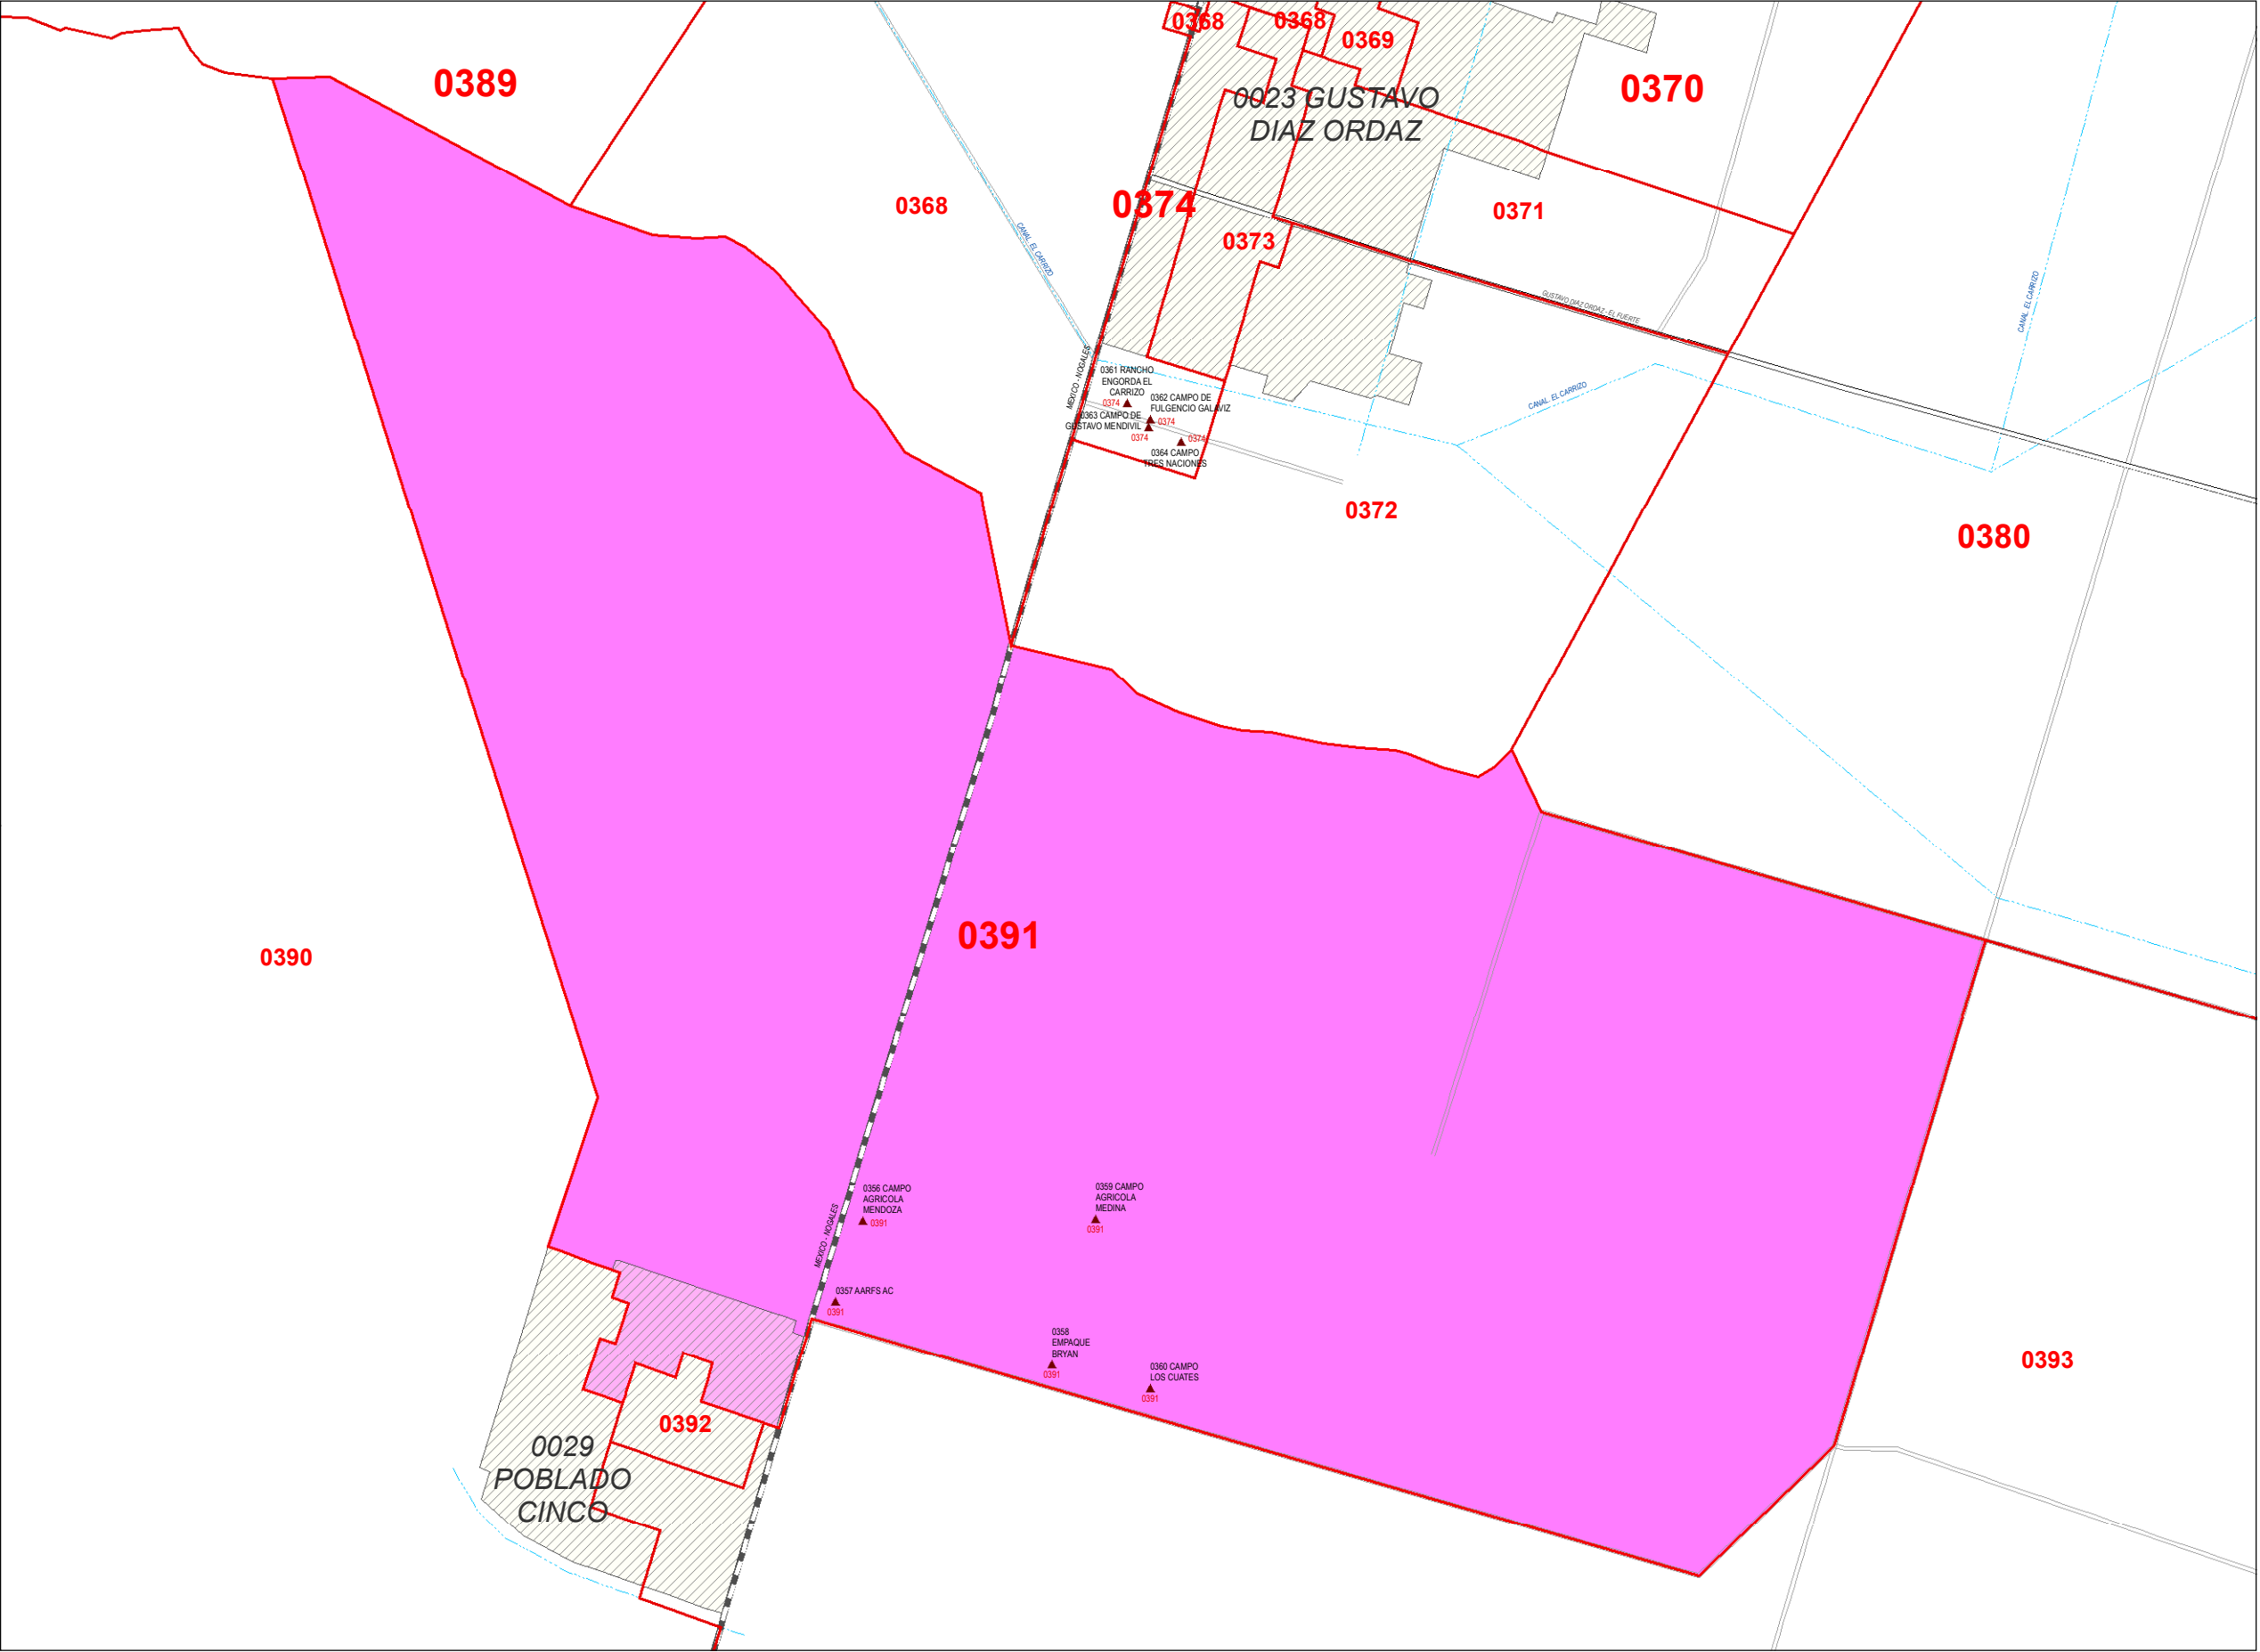 0368
0368
0369
0389
0370
0023 GUSTAVO
DIAZ ORDAZ
0368
0374
0371
0373
CANAL EL CARRIZO
CANAL EL CARRIZO
GUSTAVO DIAZ ORDAZ - EL FUERTE
MEXICO - NOGALES
0361 RANCHO
ENGORDA EL
CARRIZO
0374
0362 CAMPO DE
FULGENCIO GALAVIZ
0374
0363 CAMPO DE
GUSTAVO MENDIVIL
0374
0374
0364 CAMPO
TRES NACIONES
CANAL EL CARRIZO
0372
0380
0391
0390
0356 CAMPO
AGRICOLA
MENDOZA
0391
0359 CAMPO
AGRICOLA
MEDINA
0391
MEXICO - NOGALES
0357 AARFS AC
0391
0358
EMPAQUE
BRYAN
0391
0360 CAMPO
LOS CUATES
0391
0393
0392
0029
POBLADO
CINCO